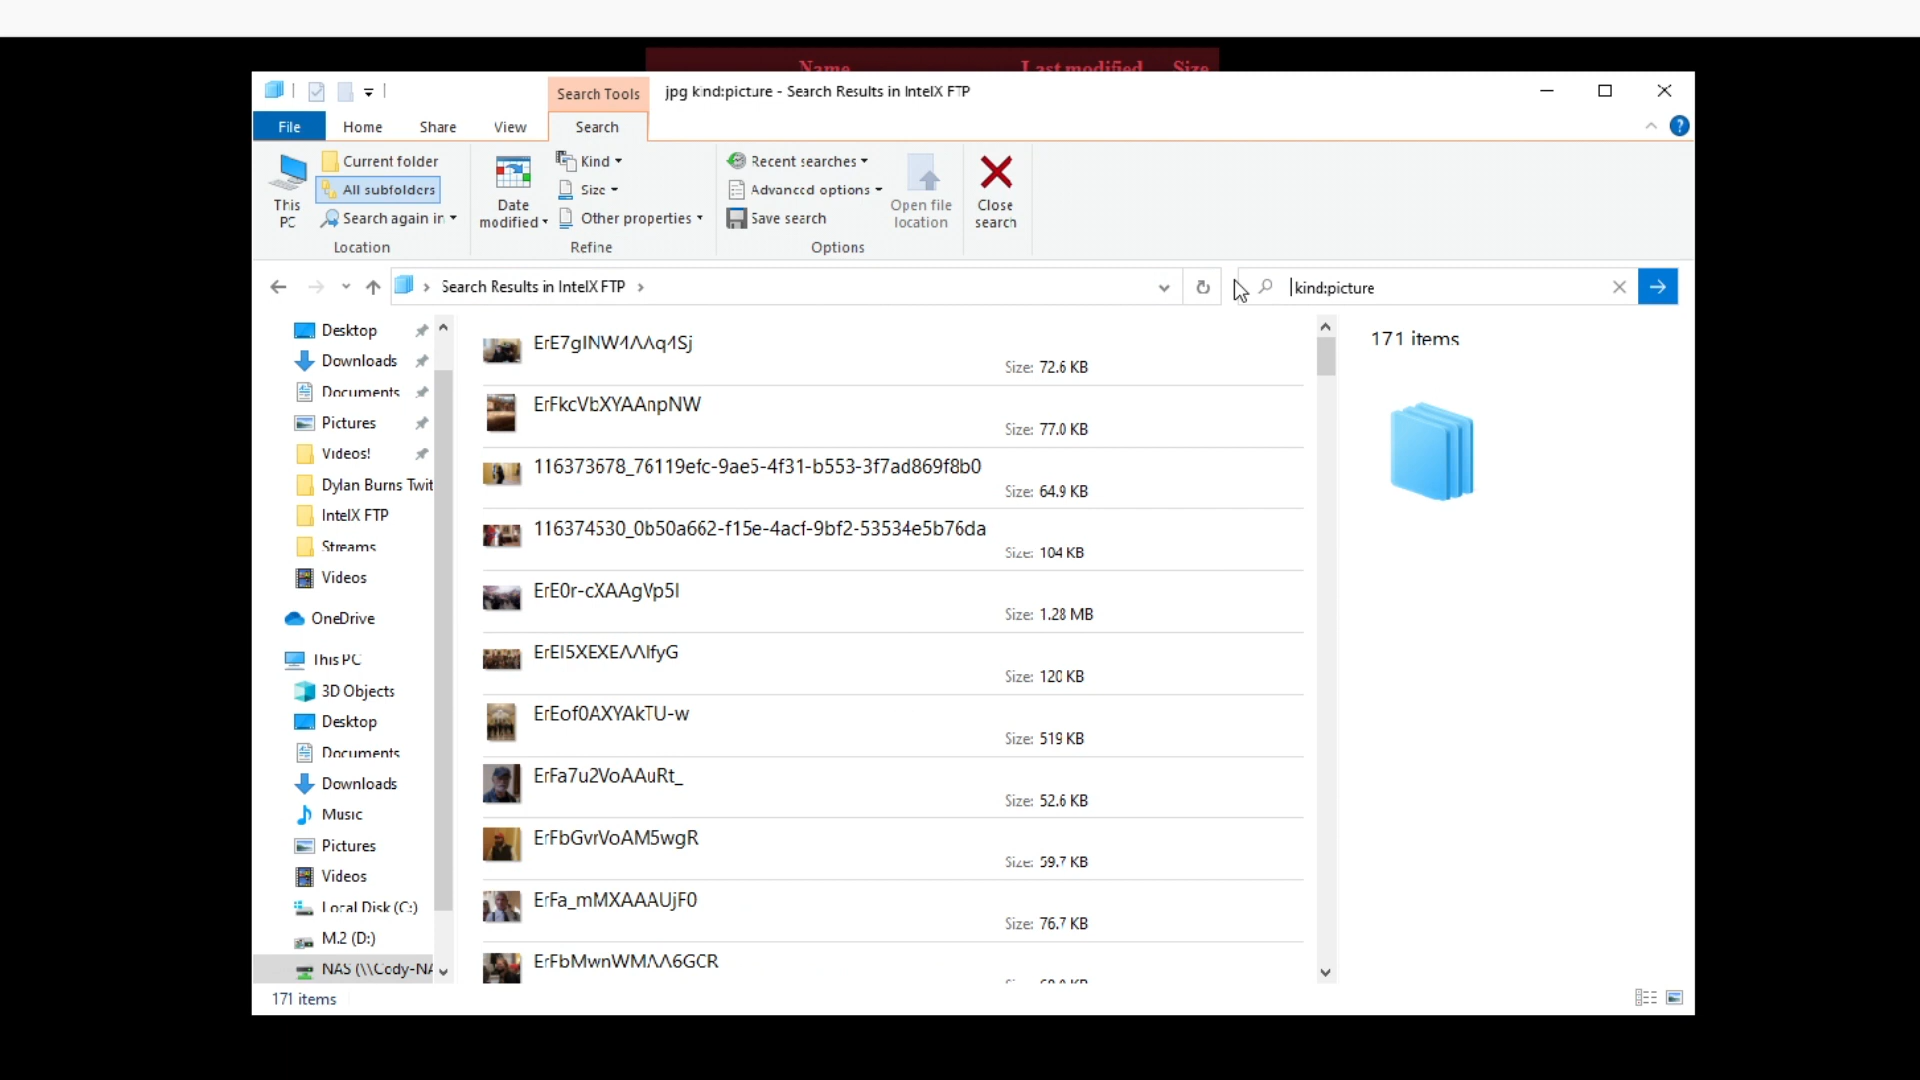 Name Last modified Size
Search Tools jpg kind:picture - Search Results in IntelX FTP
File Home Share View Search
This PC
Current folder
All subfolders
Search again in
Location
Date modified
Kind
Size
Other properties
Refine
Recent searches
Advanced options
Save search
Open file location
Options
Close search
Search Results in IntelX FTP
kind:picture
Desktop
Downloads
Documents
Pictures
Videos!
Dylan Burns Twit
IntelX FTP
Streams
Videos
OneDrive
This PC
3D Objects
Desktop
Documents
Downloads
Music
Pictures
Videos
Local Disk (C:)
M.2 (D:)
NAS (\\Cody-NA
ErE7gINW4AAq4Sj
Size: 72.6 KB
ErFkcVbXYAAnpNW
Size: 77.0 KB
116373678_76119efc-9ae5-4f31-b553-3f7ad869f8b0
Size: 64.9 KB
116374530_0b50a662-f15e-4acf-9bf2-53534e5b76da
Size: 104 KB
ErE0r-cXAAgVp5I
Size: 1.28 MB
ErEI5XEXEAAIfyG
Size: 120 KB
ErEof0AXYAkTU-w
Size: 519 KB
ErFa7u2VoAAuRt_
Size: 52.6 KB
ErFbGvrVoAM5wgR
Size: 59.7 KB
ErFa_mMXAAAUjF0
Size: 76.7 KB
ErFbMwnWMAA6GCR
171 items
171 items